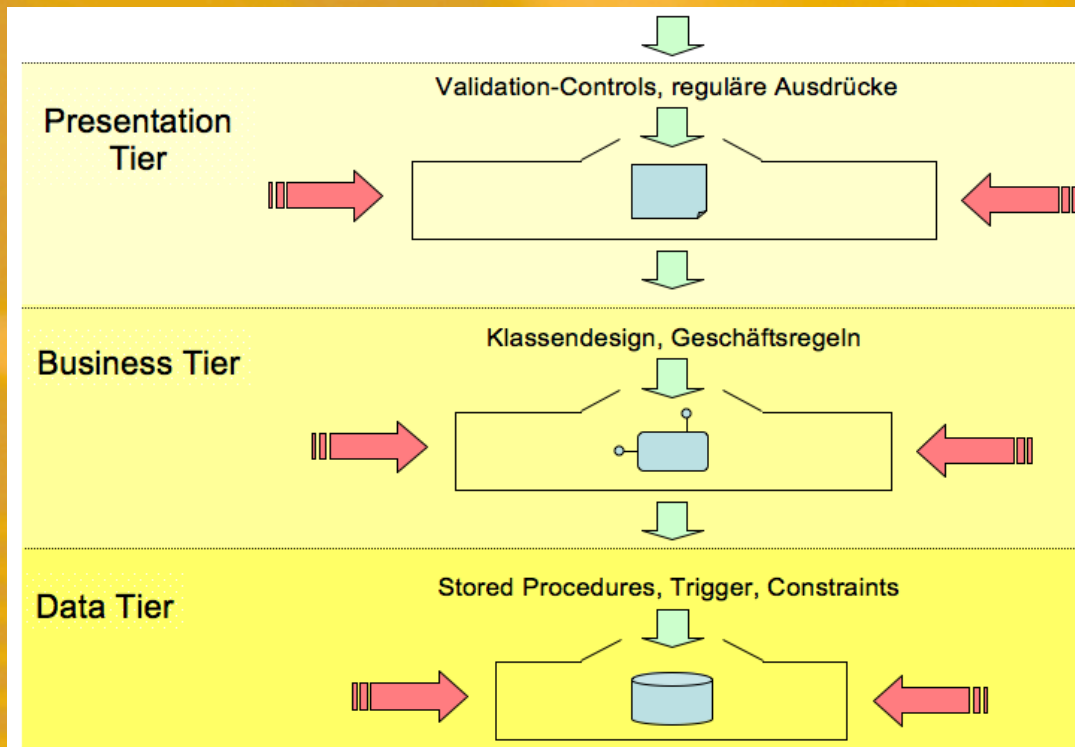 Validation-Controls, reguläre Ausdrücke
Presentation
Tier
Klassendesign, Geschäftsregeln
Business Tier
Stored Procedures, Trigger, Constraints
Data Tier